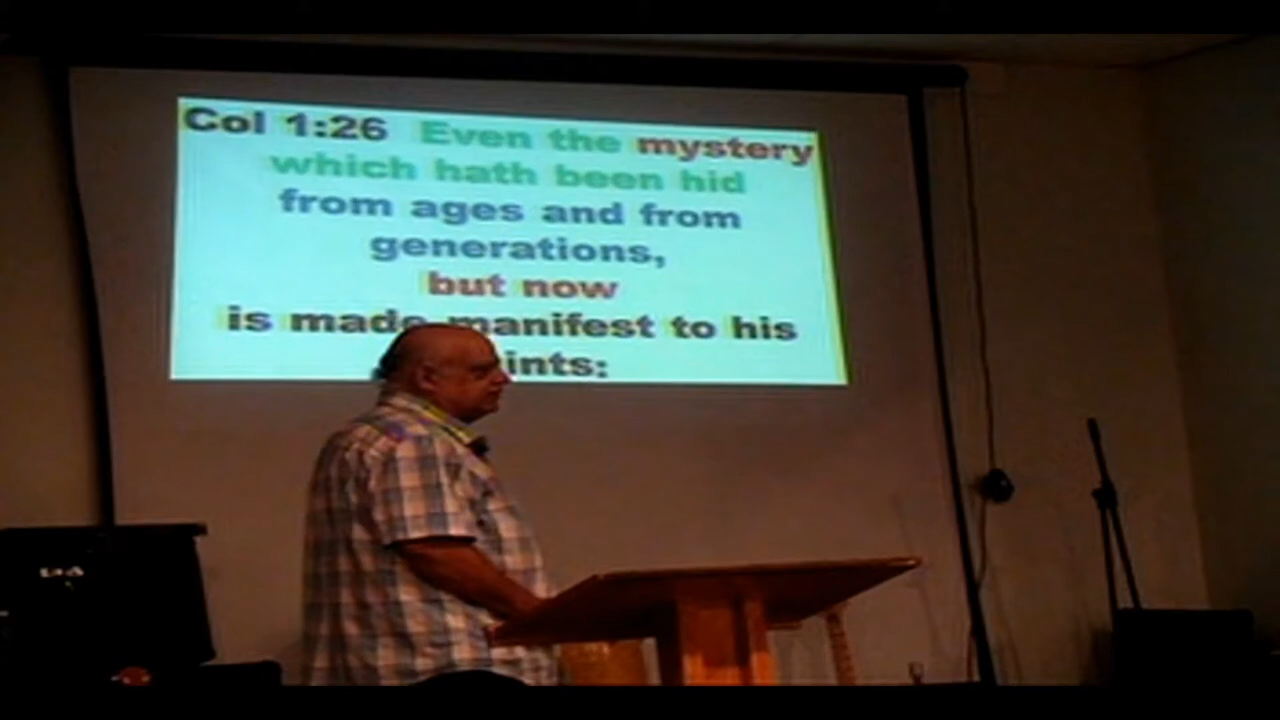 Col 1:26 Even the mystery
which hath been hid
from ages and from
generations,
but now
is made manifest to his
ints: